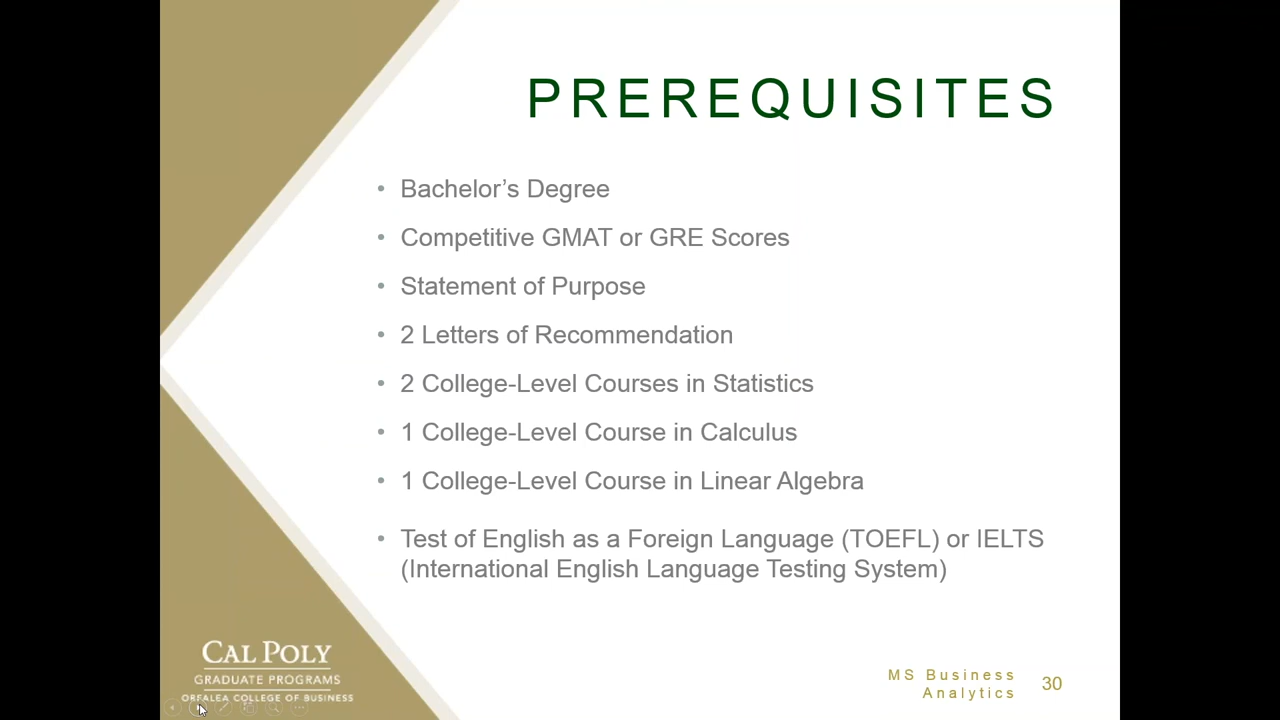 PREREQUISITES
• Bachelor’s Degree
• Competitive GMAT or GRE Scores
• Statement of Purpose
• 2 Letters of Recommendation
• 2 College-Level Courses in Statistics
• 1 College-Level Course in Calculus
• 1 College-Level Course in Linear Algebra
• Test of English as a Foreign Language (TOEFL) or IELTS
(International English Language Testing System)
CAL POLY
GRADUATE PROGRAMS
ORFALEA COLLEGE OF BUSINESS
MS Business
Analytics
30